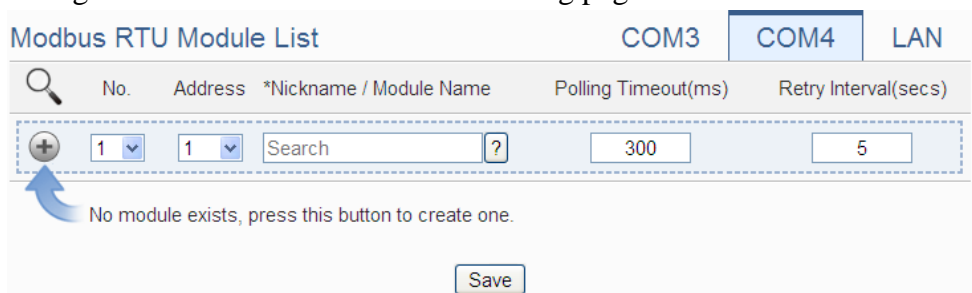 Modbus RTU Module List COM3 COM4 LAN
No. Address *Nickname / Module Name Polling Timeout(ms) Retry Interval(secs)
1 1 Search ? 300 5
No module exists, press this button to create one.
Save